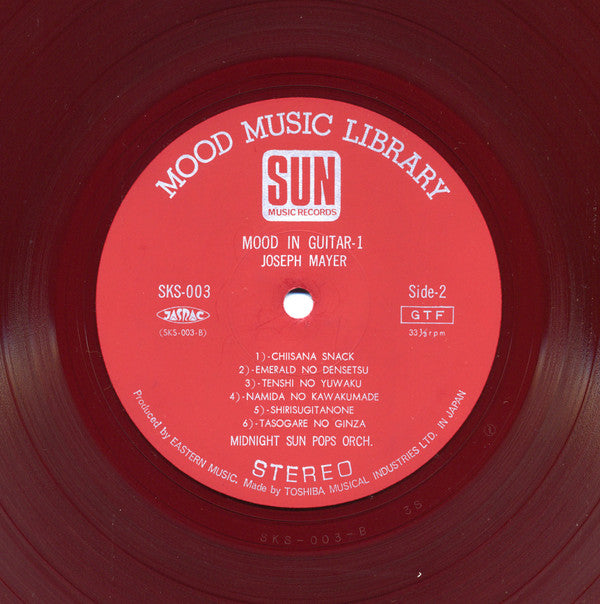 MOOD MUSIC LIBRARY
SUN
MUSIC RECORDS
MOOD IN GUITAR-1
JOSEPH MAYER
SKS-003
Side-2
JASRAC
GTF
(SKS-003-B)
33⅓rpm
1)-CHIISANA SNACK
2)-EMERALD NO DENSETSU
3)-TENSHI NO YUWAKU
4)-NAMIDA NO KAWAKUMADE
5)-SHIRISUGITANONE
6)-TASOGARE NO GINZA
MIDNIGHT SUN POPS ORCH.
STEREO
Produced by EASTERN MUSIC, Made by TOSHIBA MUSICAL INDUSTRIES LTD. IN JAPAN
SKS-003-B 3S